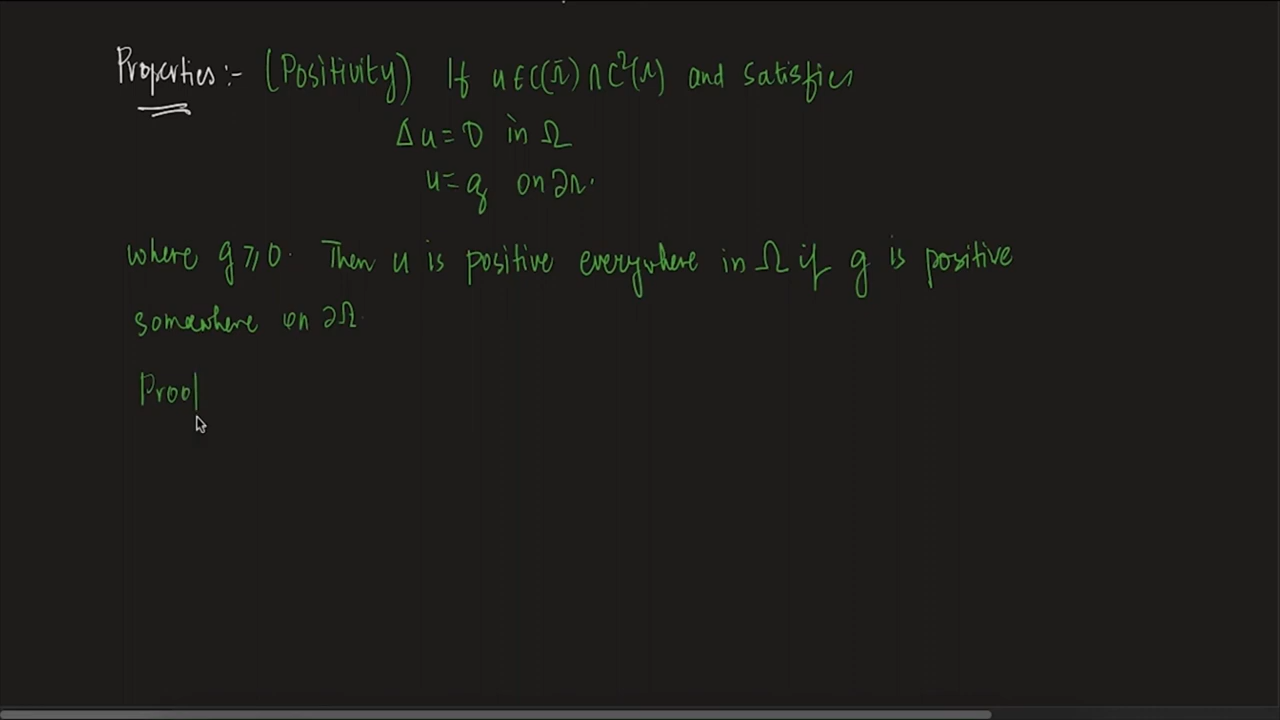 Properties:- (Positivity) If u∈C(Ω̄)∩C²(Ω) and satisfies
Δu=0 in Ω
u=g on ∂Ω.
where g⩾0. Then u is positive everywhere in Ω if g is positive
somewhere on ∂Ω.
Proof